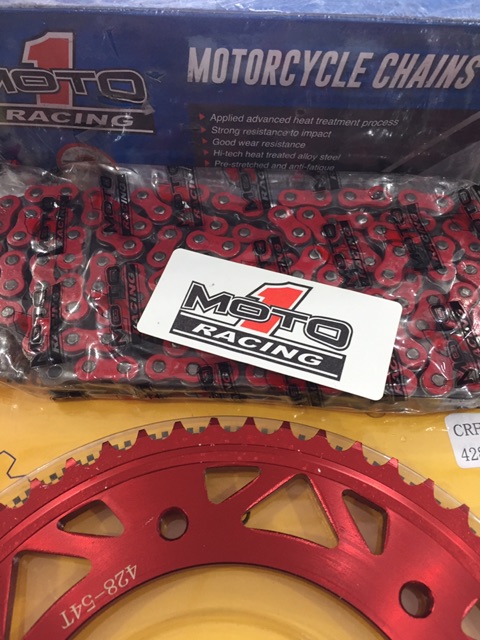 MOTO 1
RACING
MOTORCYCLE CHAINS
Applied advanced heat treatment process
Strong resistance to impact
Good wear resistance
Hi-tech heat treated alloy steel
Pre-stretched and anti-fatigue
MOTO 1
RACING
CRF
428
428-54T